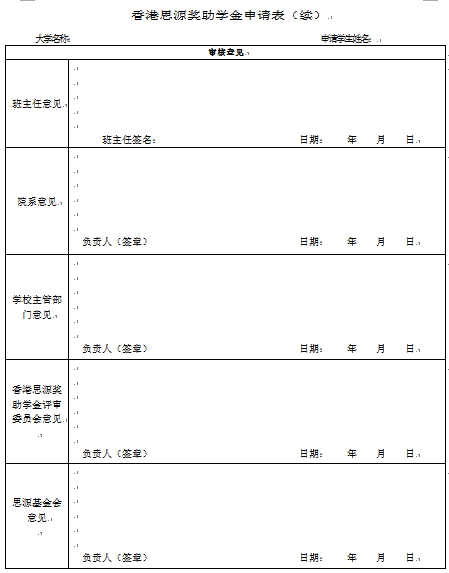 香港思源奖助学金申请表（续）
大学名称： 申请学生姓名：
审核意见
班主任意见
班主任签名： 日期： 年 月 日
院系意见
负责人（签章） 日期： 年 月 日
学校主管部
门意见
负责人（签章） 日期： 年 月 日
香港思源奖
助学金评审
委员会意见
负责人（签章） 日期： 年 月 日
思源基金会
意见
负责人（签章） 日期： 年 月 日